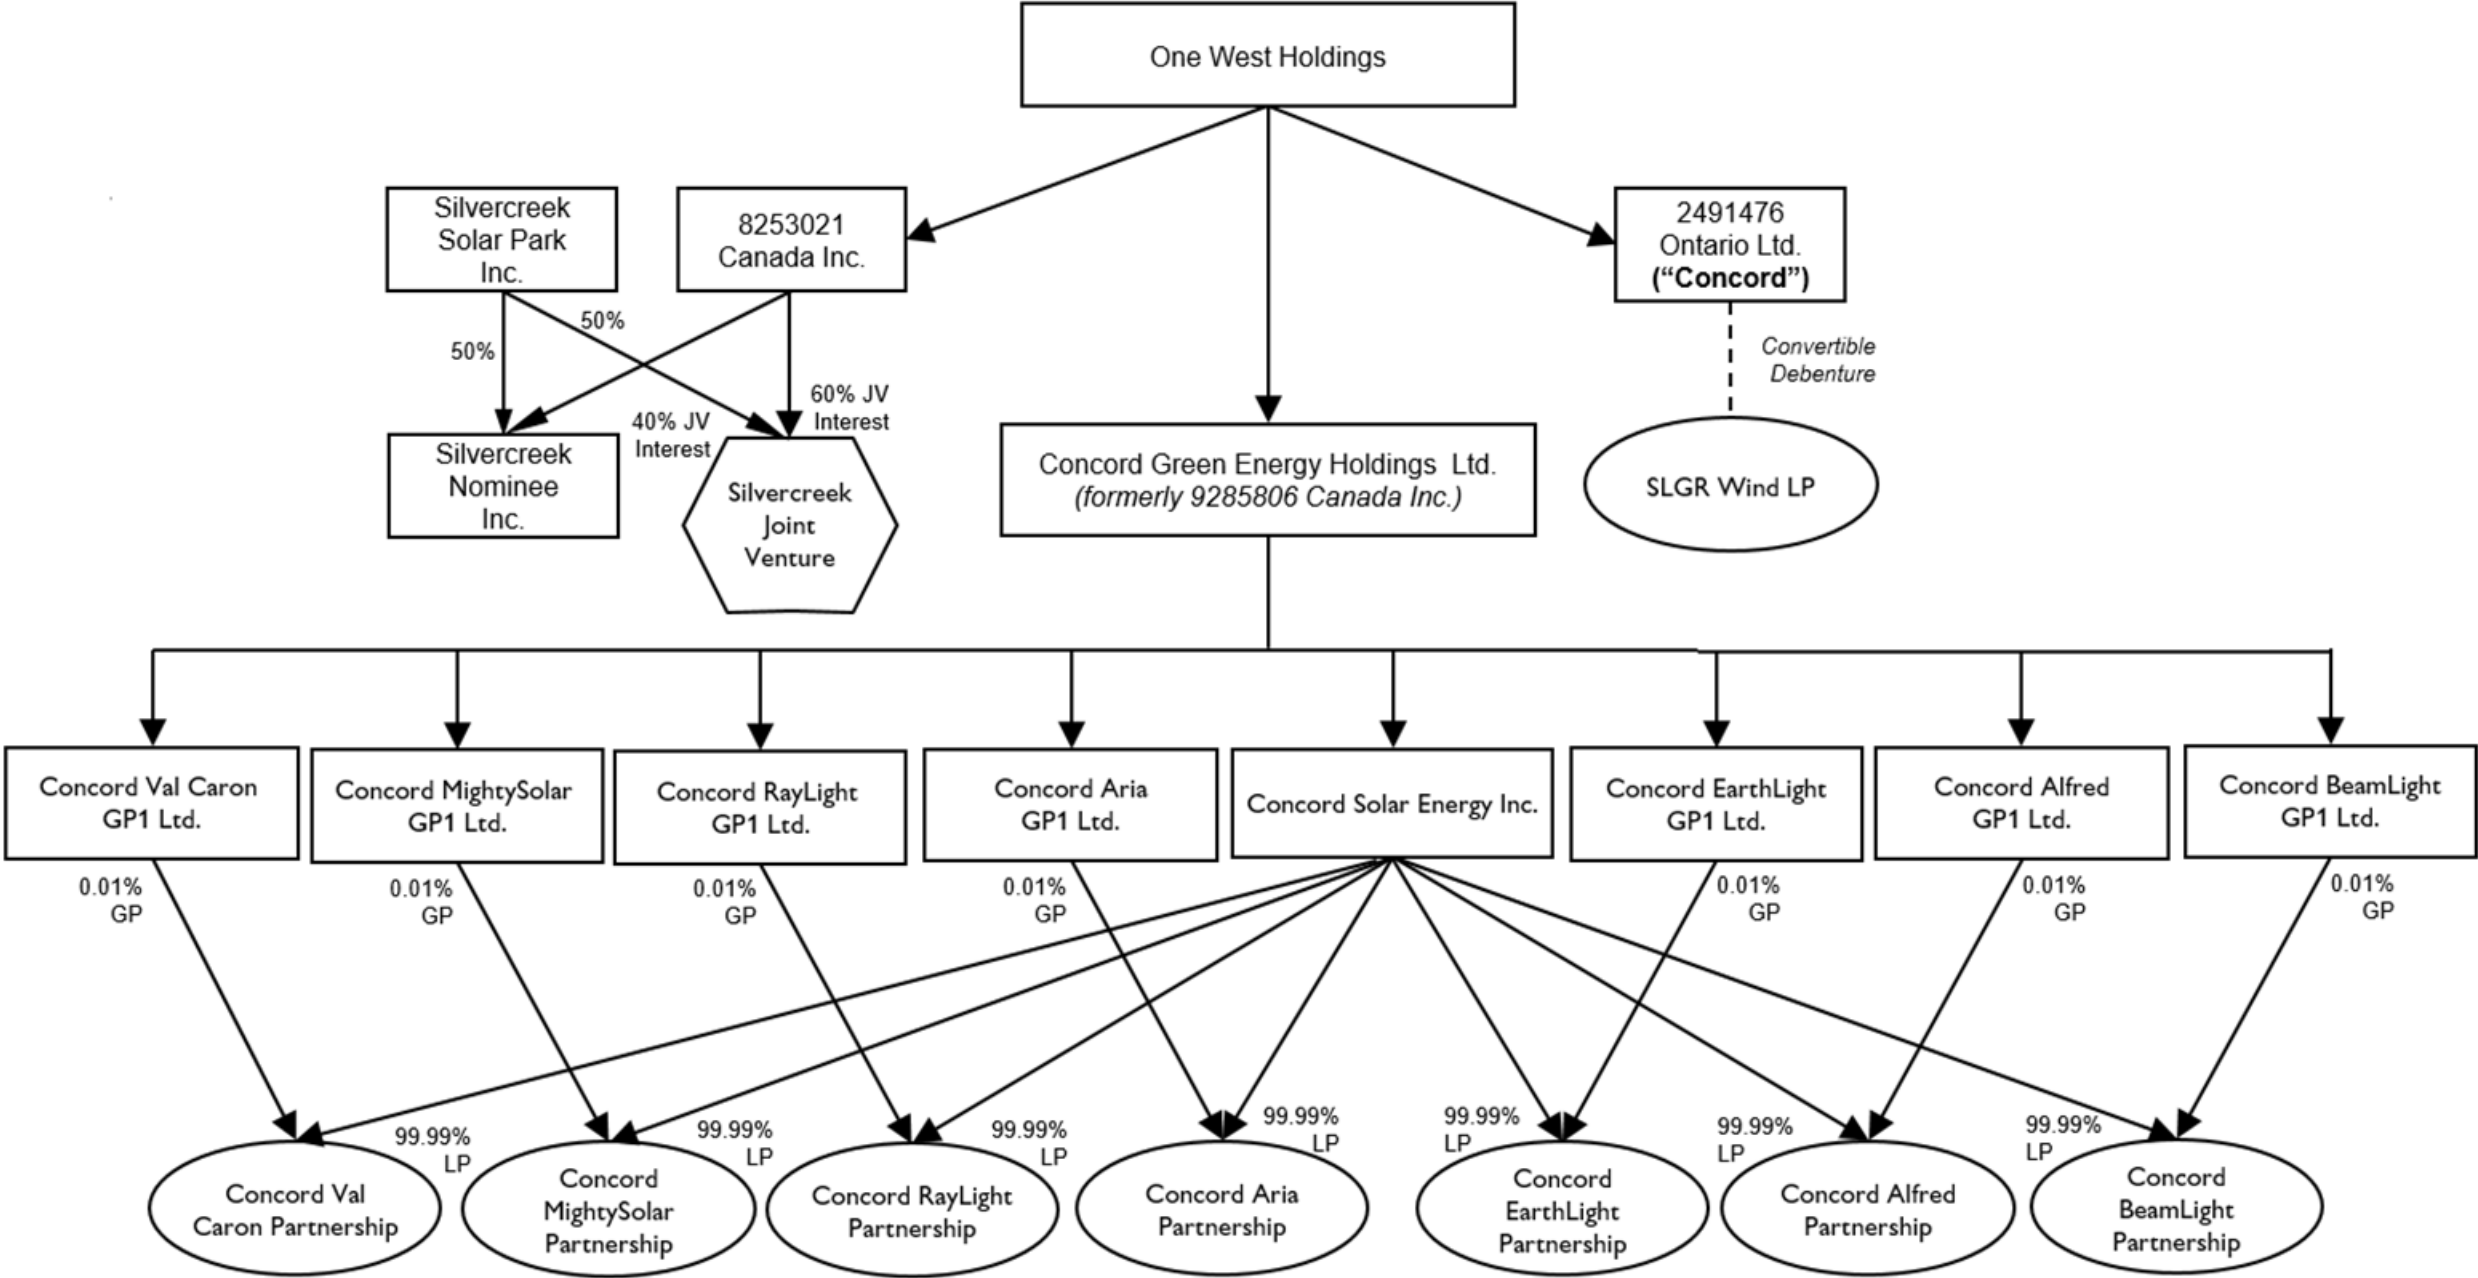 One West Holdings
Silvercreek
Solar Park
Inc.
8253021
Canada Inc.
2491476
Ontario Ltd.
(“Concord”)
50%
50%
Convertible
Debenture
60% JV
Interest
40% JV
Interest
Silvercreek
Nominee
Inc.
Silvercreek
Joint
Venture
Concord Green Energy Holdings Ltd.
(formerly 9285806 Canada Inc.)
SLGR Wind LP
Concord Val Caron
GP1 Ltd.
Concord MightySolar
GP1 Ltd.
Concord RayLight
GP1 Ltd.
Concord Aria
GP1 Ltd.
Concord Solar Energy Inc.
Concord EarthLight
GP1 Ltd.
Concord Alfred
GP1 Ltd.
Concord BeamLight
GP1 Ltd.
0.01%
GP
0.01%
GP
0.01%
GP
0.01%
GP
0.01%
GP
0.01%
GP
0.01%
GP
99.99%
LP
99.99%
LP
99.99%
LP
99.99%
LP
99.99%
LP
99.99%
LP
99.99%
LP
Concord Val
Caron Partnership
Concord
MightySolar
Partnership
Concord RayLight
Partnership
Concord Aria
Partnership
Concord
EarthLight
Partnership
Concord Alfred
Partnership
Concord
BeamLight
Partnership